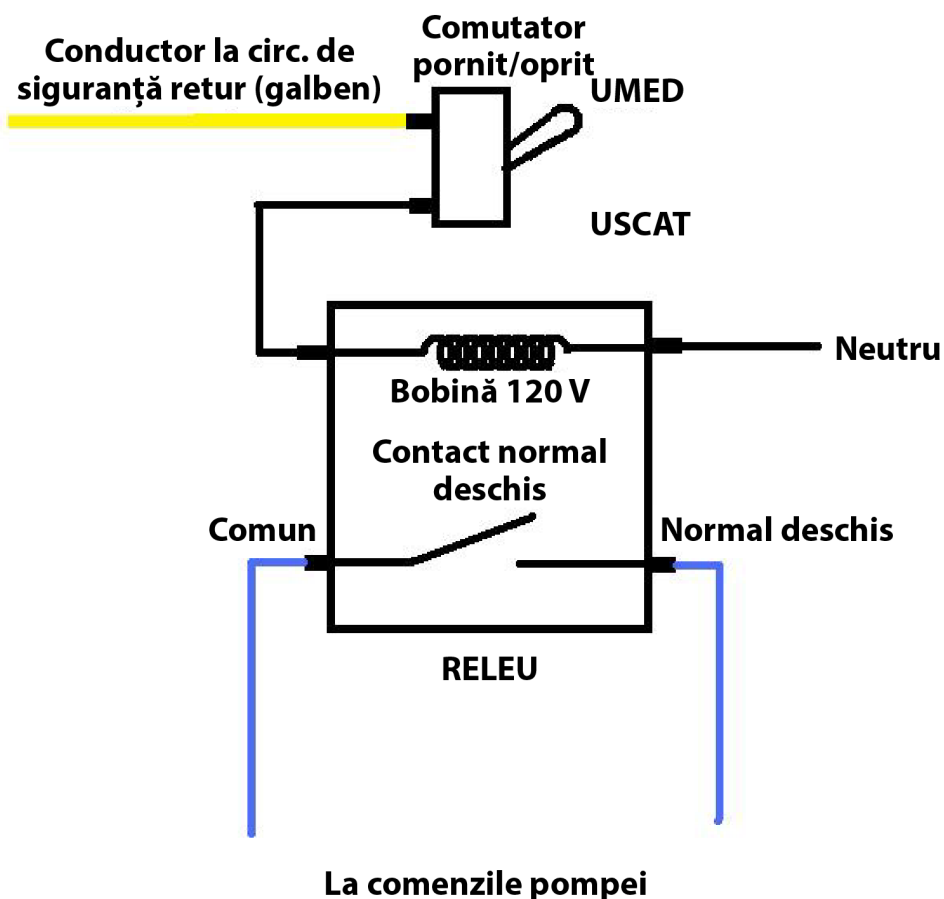 Comutator
pornit/oprit
Conductor la circ. de
siguranță retur (galben)
UMED
USCAT
Neutru
Bobină 120 V
Contact normal
deschis
Comun
Normal deschis
RELEU
La comenzile pompei